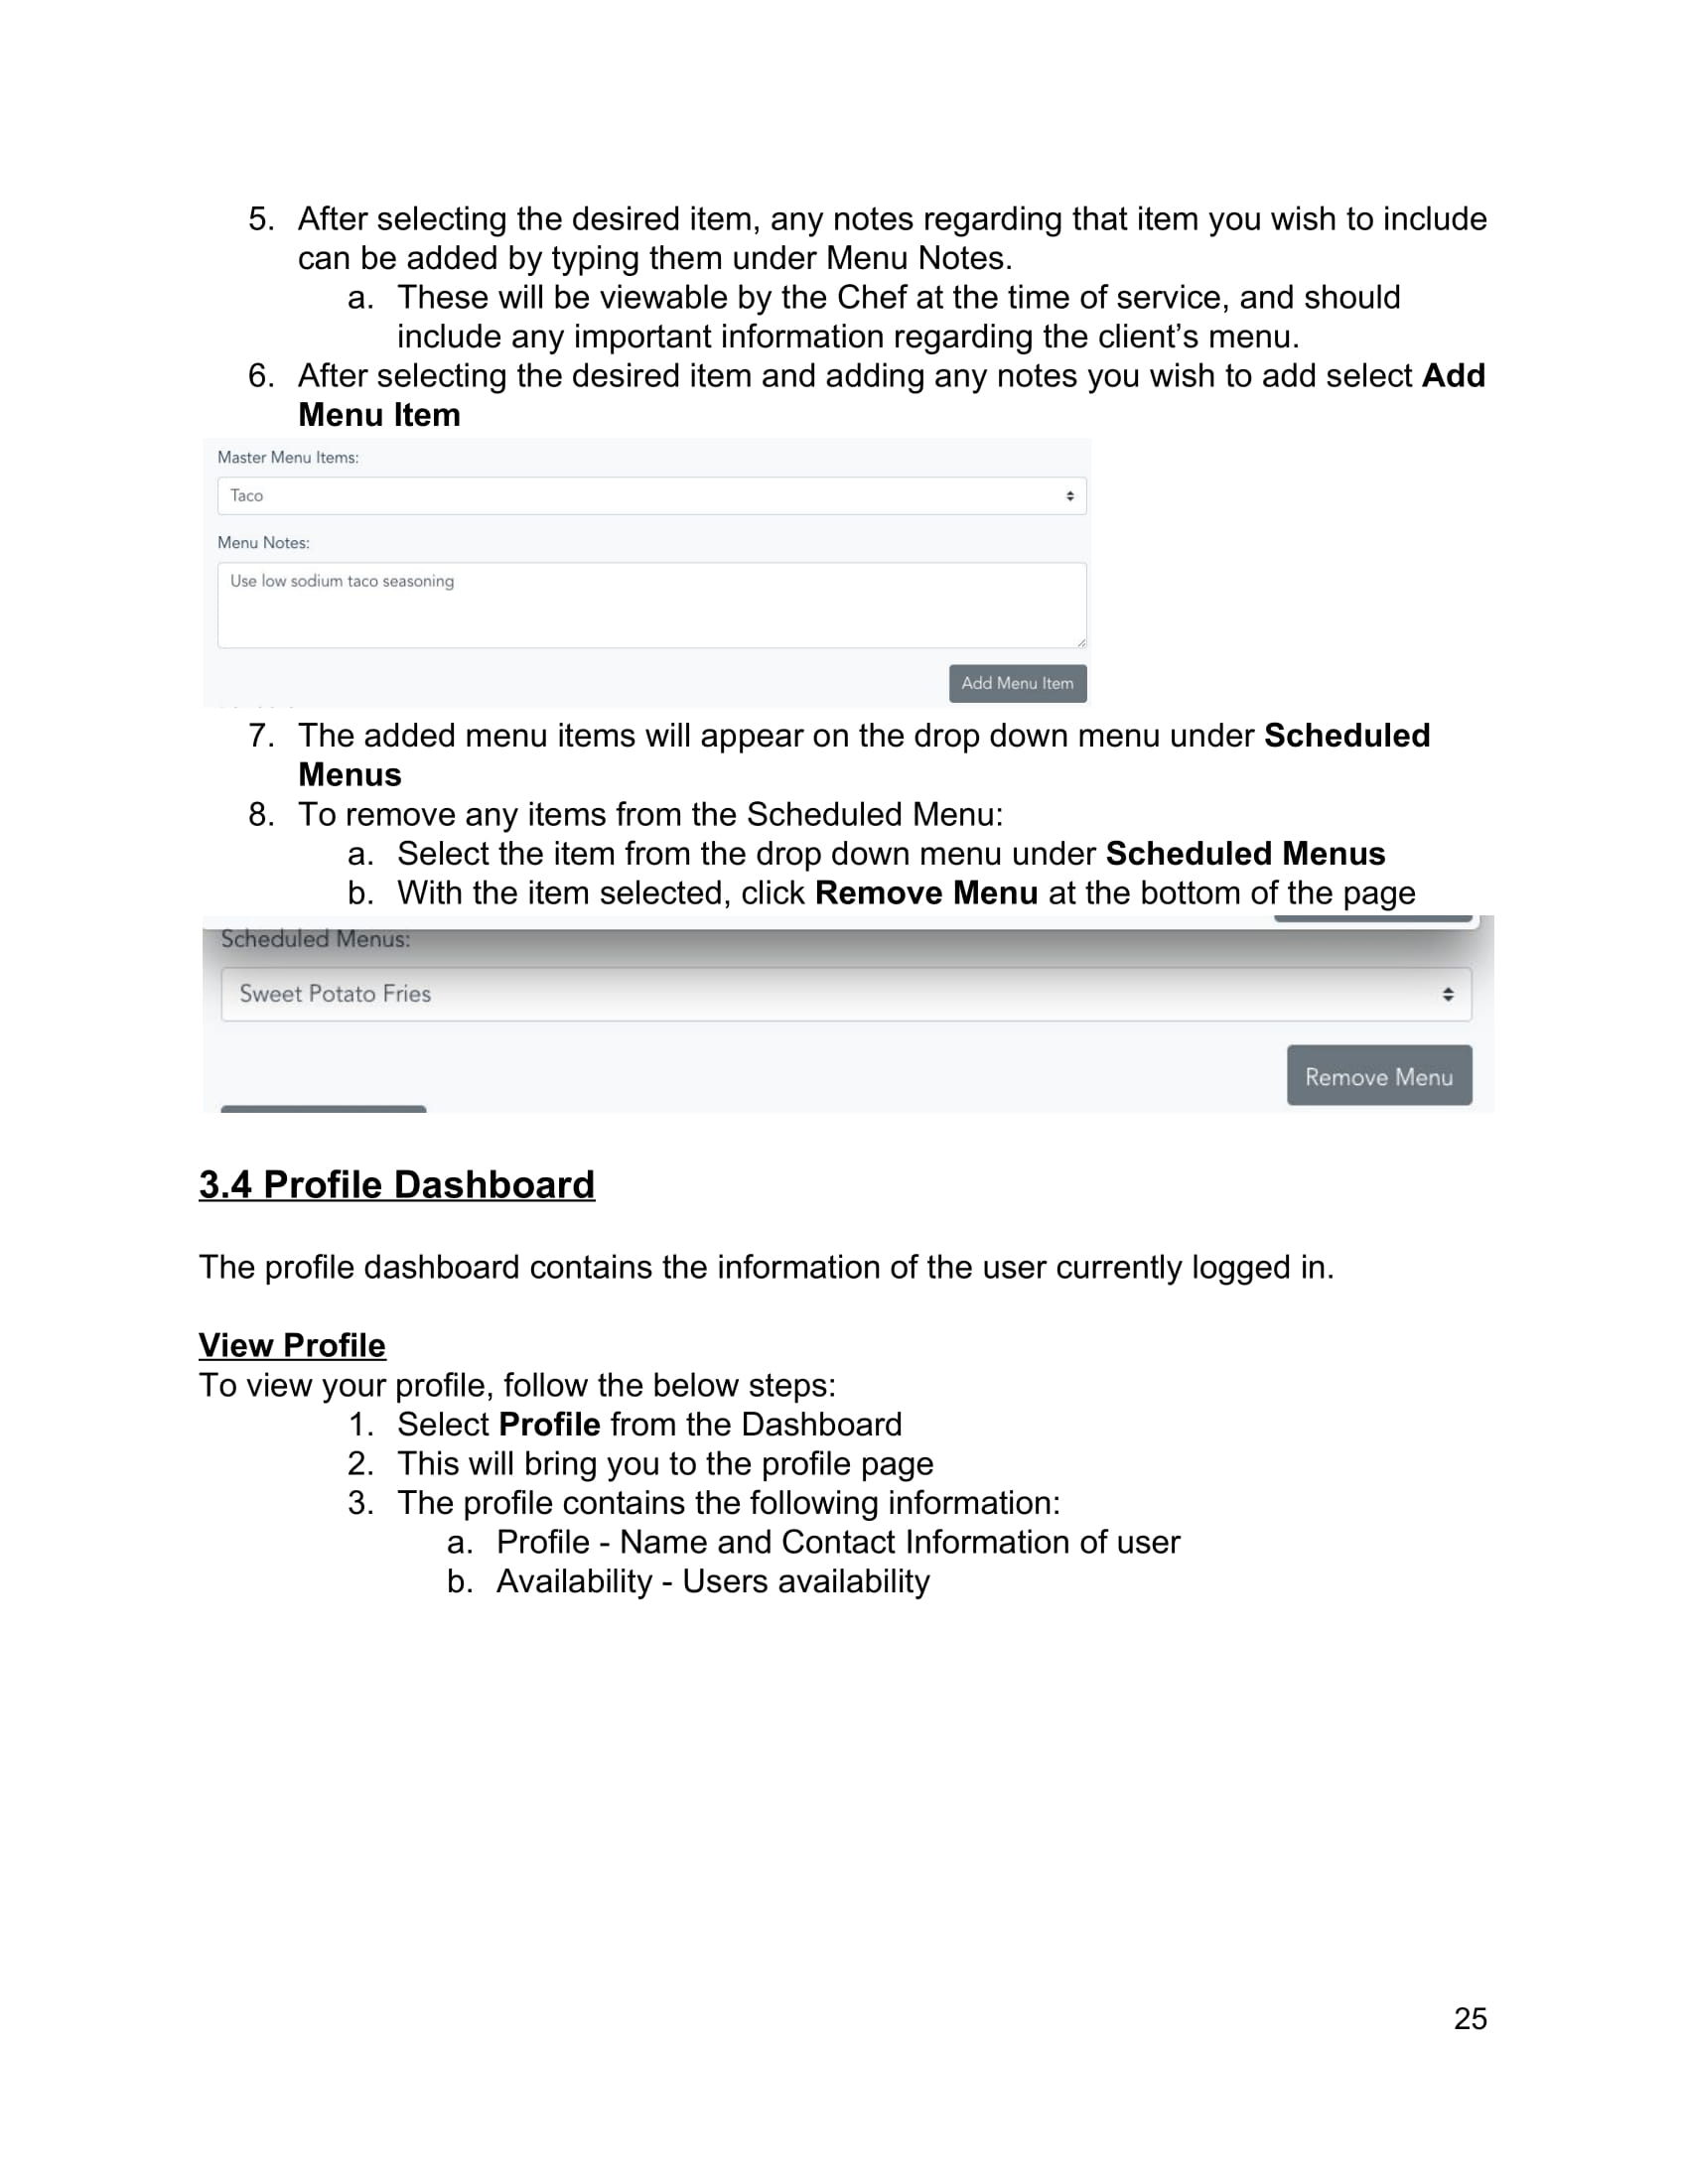 5. After selecting the desired item, any notes regarding that item you wish to include
can be added by typing them under Menu Notes.
a. These will be viewable by the Chef at the time of service, and should
include any important information regarding the client’s menu.
6. After selecting the desired item and adding any notes you wish to add select Add
Menu Item
Master Menu Items:
Taco
Menu Notes:
Use low sodium taco seasoning
Add Menu Item
7. The added menu items will appear on the drop down menu under Scheduled
Menus
8. To remove any items from the Scheduled Menu:
a. Select the item from the drop down menu under Scheduled Menus
b. With the item selected, click Remove Menu at the bottom of the page
Scheduled Menus:
Sweet Potato Fries
Remove Menu
3.4 Profile Dashboard
The profile dashboard contains the information of the user currently logged in.
View Profile
To view your profile, follow the below steps:
1. Select Profile from the Dashboard
2. This will bring you to the profile page
3. The profile contains the following information:
a. Profile - Name and Contact Information of user
b. Availability - Users availability
25